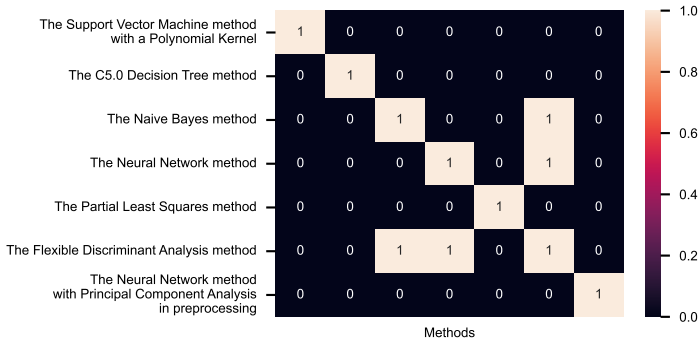 The Support Vector Machine method
with a Polynomial Kernel
1 0 0 0 0 0 0
The C5.0 Decision Tree method
0 1 0 0 0 0 0
The Naive Bayes method
0 0 1 0 0 1 0
The Neural Network method
0 0 0 1 0 1 0
The Partial Least Squares method
0 0 0 0 1 0 0
The Flexible Discriminant Analysis method
0 0 1 1 0 1 0
The Neural Network method
with Principal Component Analysis
in preprocessing
0 0 0 0 0 0 1
Methods
1.0
0.8
0.6
0.4
0.2
0.0